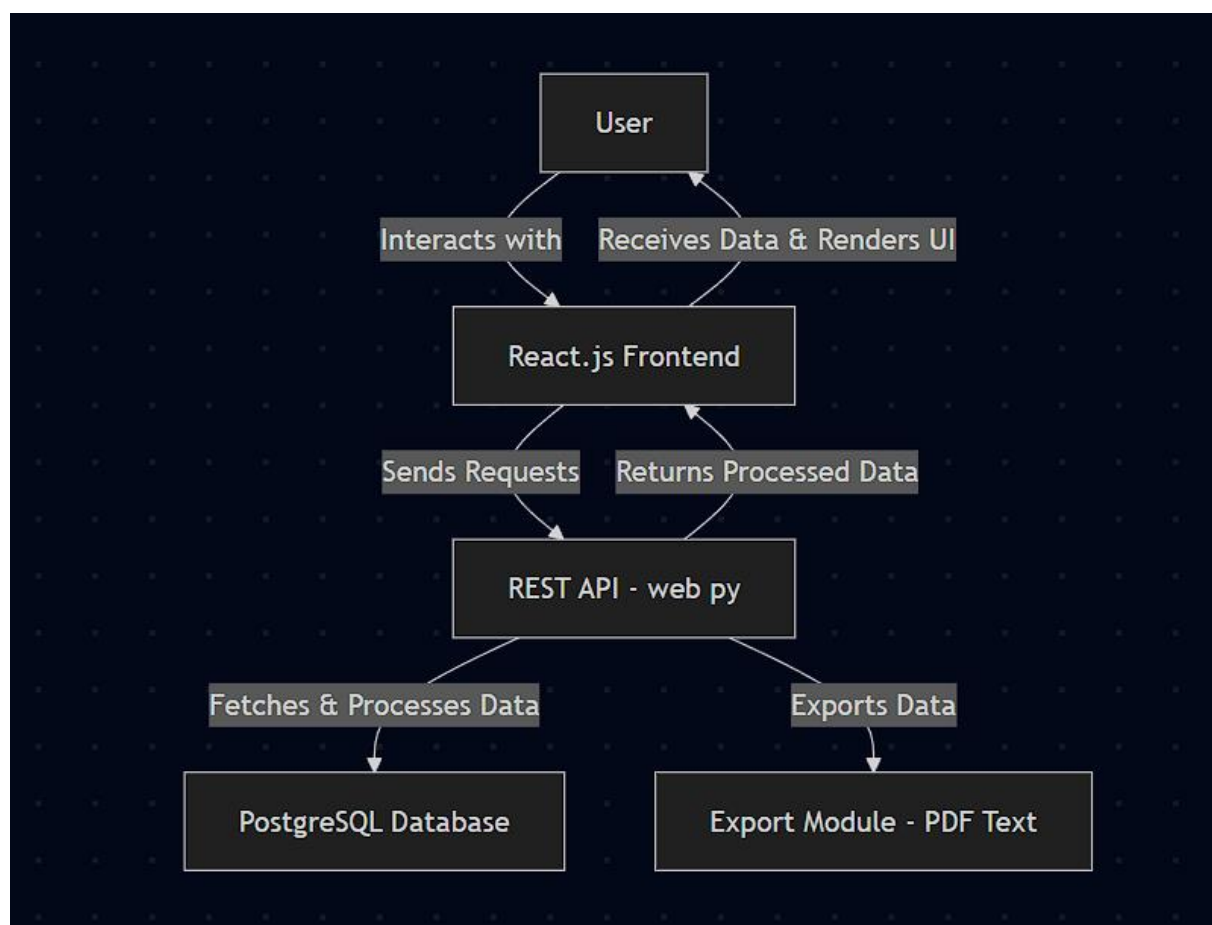 User
Interacts with
Receives Data & Renders UI
React.js Frontend
Sends Requests
Returns Processed Data
REST API - web py
Fetches & Processes Data
Exports Data
PostgreSQL Database
Export Module - PDF Text